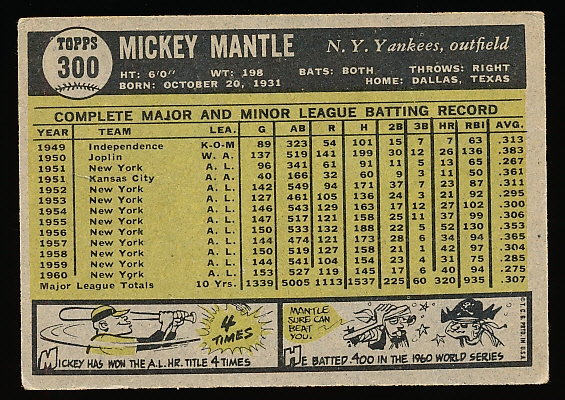 TOPPS
300
MICKEY MANTLE N. Y. Yankees, outfield
HT: 6'0" WT: 198 BATS: BOTH THROWS: RIGHT
BORN: OCTOBER 20, 1931 HOME: DALLAS, TEXAS
COMPLETE MAJOR AND MINOR LEAGUE BATTING RECORD
YEAR TEAM LEA. G AB R H 2B 3B HR RBI AVG.
1949 Independence K-O-M 89 323 54 101 15 7 7 63 .313
1950 Joplin W. A. 137 519 141 199 30 12 26 136 .383
1951 New York A. L. 96 341 61 91 11 5 13 65 .267
1951 Kansas City A. A. 40 166 32 60 9 3 11 50 .361
1952 New York A. L. 142 549 94 171 37 7 23 87 .311
1953 New York A. L. 127 461 105 136 24 3 21 92 .295
1954 New York A. L. 146 543 129 163 17 12 27 102 .300
1955 New York A. L. 147 517 121 158 25 11 37 99 .306
1956 New York A. L. 150 533 132 188 22 5 52 130 .353
1957 New York A. L. 144 474 121 173 28 6 34 94 .365
1958 New York A. L. 150 519 127 158 21 1 42 97 .304
1959 New York A. L. 144 541 104 154 23 4 31 75 .285
1960 New York A. L. 153 527 119 145 17 6 40 94 .275
Major League Totals 10 Yrs. 1339 5005 1113 1537 225 60 320 935 .307
4 TIMES
MICKEY HAS WON THE A.L. HR. TITLE 4 TIMES
MANTLE
SURE CAN
BEAT
YOU.
HE BATTED .400 IN THE 1960 WORLD SERIES
© T.C.G. PRTD. IN U.S.A.